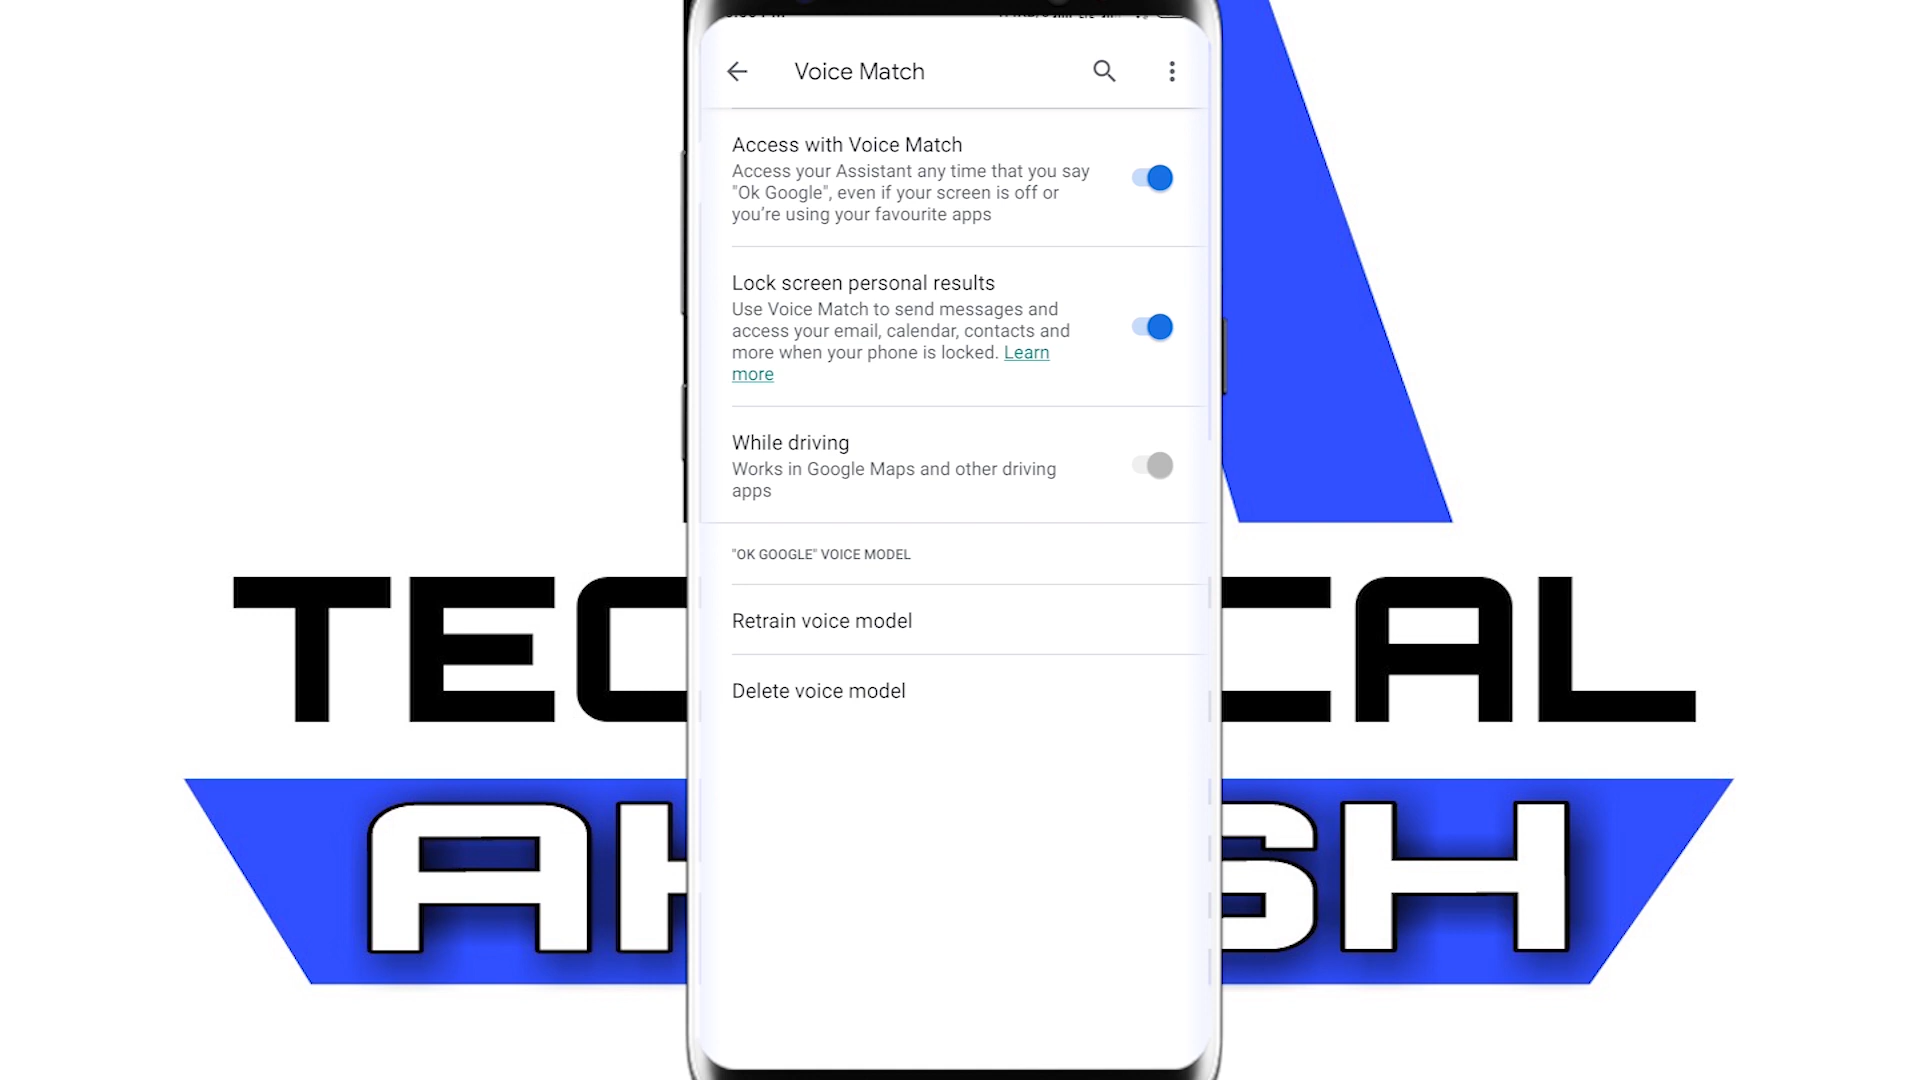 Voice Match
Access with Voice Match
Access your Assistant any time that you say
"Ok Google", even if your screen is off or
you're using your favourite apps
Lock screen personal results
Use Voice Match to send messages and
access your email, calendar, contacts and
more when your phone is locked. Learn
more
While driving
Works in Google Maps and other driving
apps
"OK GOOGLE" VOICE MODEL
Retrain voice model
Delete voice model
TEC CAL